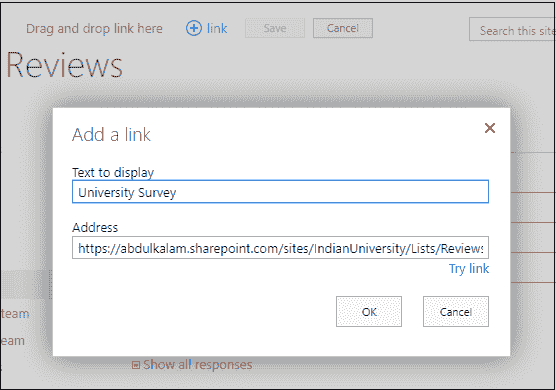 Drag and drop link here
link
Save
Cancel
Search this site
Reviews
Add a link
Text to display
University Survey
Address
https://abdulkalam.sharepoint.com/sites/IndianUniversity/Lists/Reviews
Try link
OK
Cancel
team
eam
Show all responses